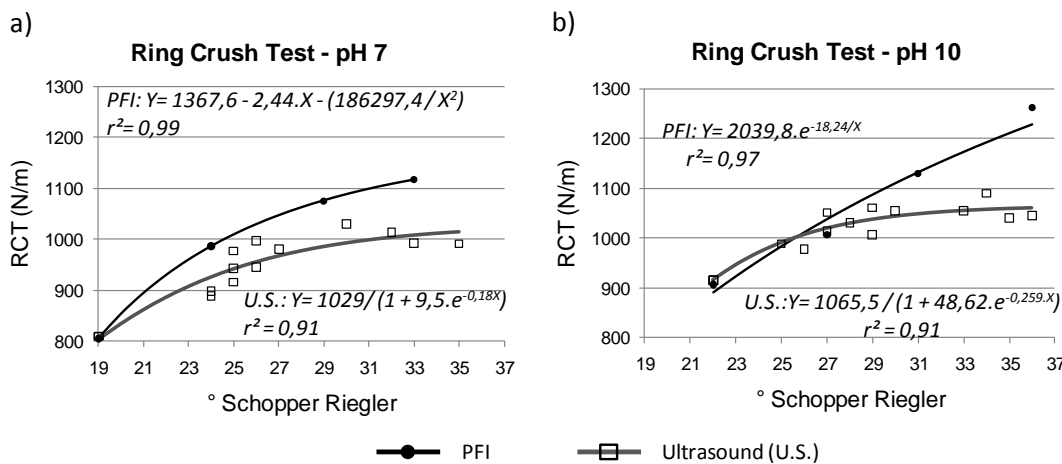 a)
Ring Crush Test - pH 7
1300
1200
1100
1000
900
800
RCT (N/m)
PFI: Y= 1367,6 - 2,44.X - (186297,4 / X²)
r²= 0,99
U.S.: Y= 1029/ (1 + 9,5.e^-0,18X)
r² = 0,91
19 21 23 25 27 29 31 33 35 37
° Schopper Riegler
b)
Ring Crush Test - pH 10
1300
1200
1100
1000
900
800
RCT (N/m)
PFI: Y= 2039,8.e^-18,24/X
r² = 0,97
U.S.:Y= 1065,5 / (1 + 48,62.e^-0,259.X)
r² = 0,91
19 21 23 25 27 29 31 33 35 37
° Schopper Riegler
PFI
Ultrasound (U.S.)